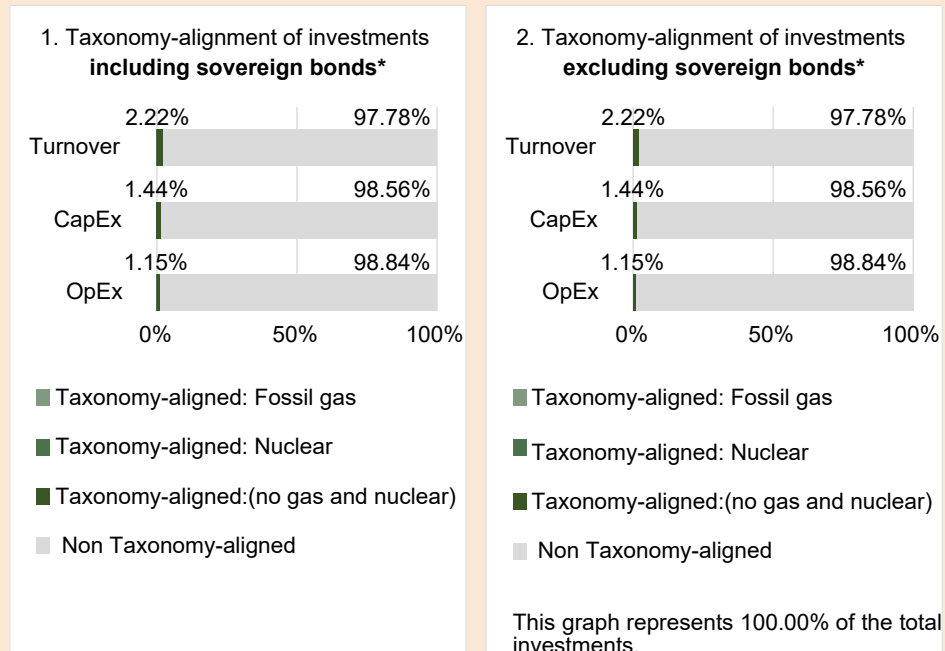 1. Taxonomy-alignment of investments
including sovereign bonds*
2.22% 97.78%
Turnover
1.44% 98.56%
CapEx
1.15% 98.84%
OpEx
0% 50% 100%
Taxonomy-aligned: Fossil gas
Taxonomy-aligned: Nuclear
Taxonomy-aligned:(no gas and nuclear)
Non Taxonomy-aligned
2. Taxonomy-alignment of investments
excluding sovereign bonds*
2.22% 97.78%
Turnover
1.44% 98.56%
CapEx
1.15% 98.84%
OpEx
0% 50% 100%
Taxonomy-aligned: Fossil gas
Taxonomy-aligned: Nuclear
Taxonomy-aligned:(no gas and nuclear)
Non Taxonomy-aligned
This graph represents 100.00% of the total
investments.